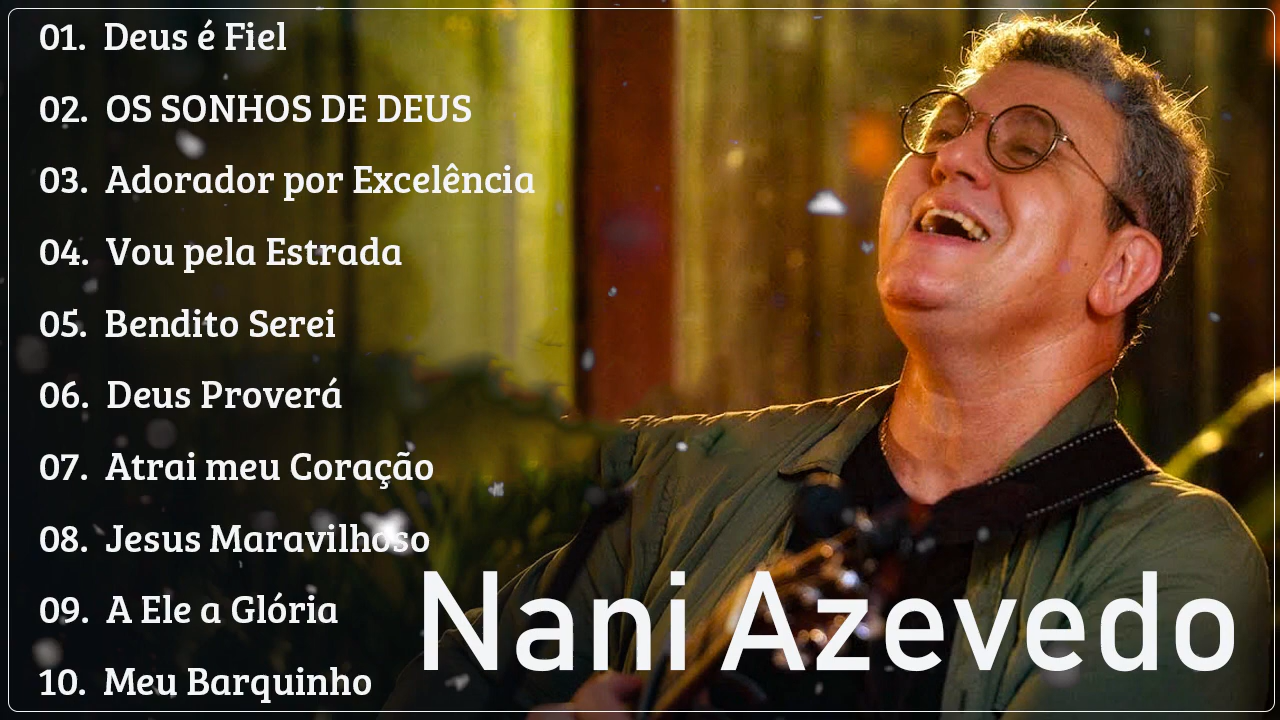 01. Deus é Fiel
02. OS SONHOS DE DEUS
03. Adorador por Excelência
04. Vou pela Estrada
05. Bendito Serei
06. Deus Proverá
07. Atrai meu Coração
08. Jesus Maravilhoso
09. A Ele a Glória
10. Meu Barquinho
Nani Azevedo